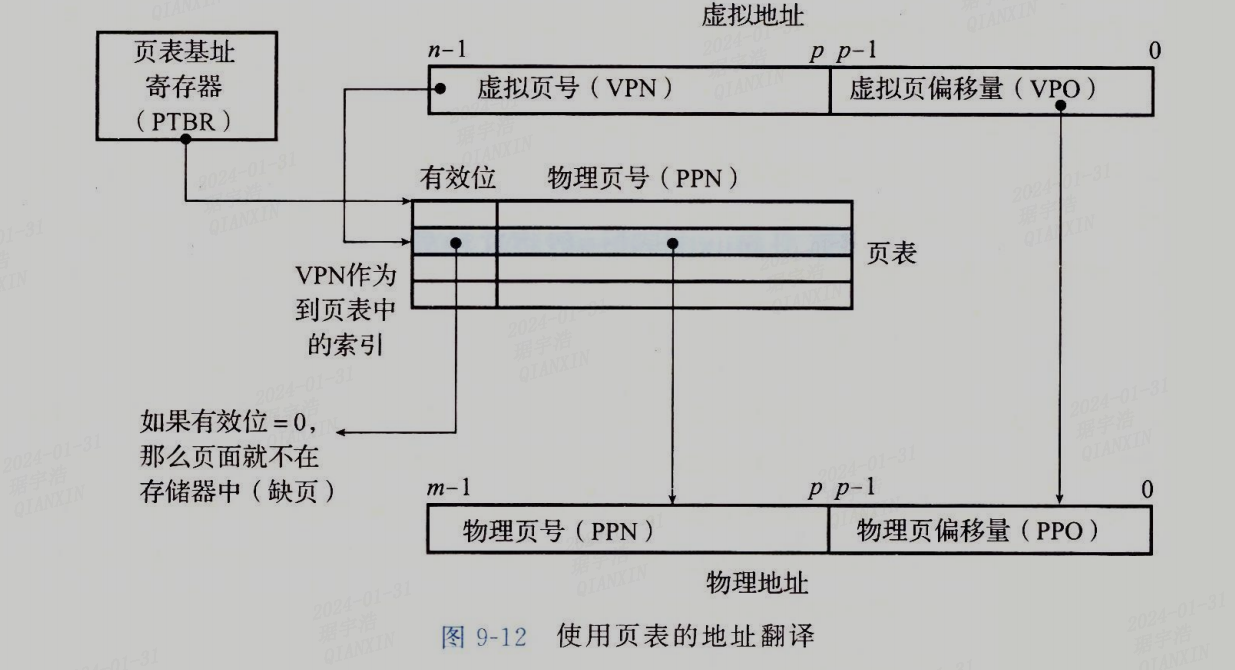 虚拟地址
页表基址
寄存器
（PTBR）
n-1
p
p-1
0
虚拟页号（VPN）
虚拟页偏移量（VPO）
有效位
物理页号（PPN）
页表
VPN作为
到页表中
的索引
如果有效位=0，
那么页面就不在
存储器中（缺页）
m-1
p
p-1
0
物理页号（PPN）
物理页偏移量（PPO）
物理地址
图 9-12 使用页表的地址翻译
2024-01-31
QIANXIN